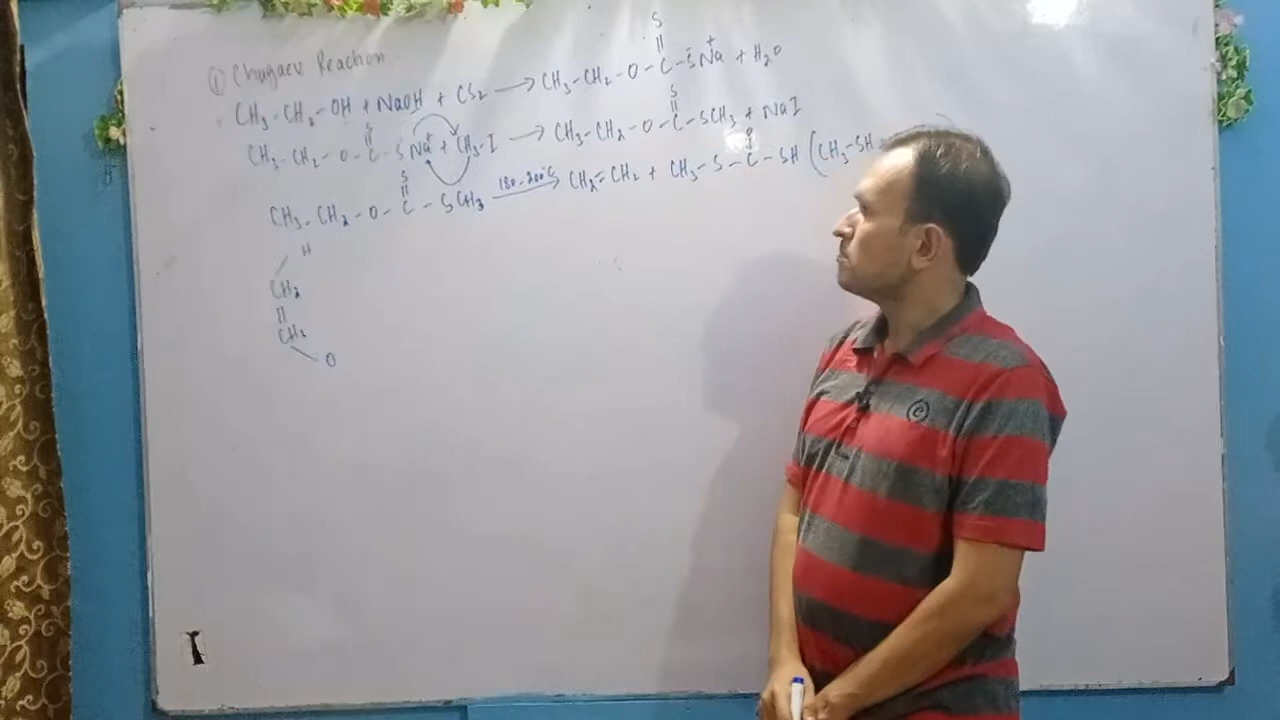 ① Chugaev Reaction
CH₃-CH₂-OH + NaOH + CS₂ ⟶ CH₃-CH₂-O-C(=S)-S⁻Na⁺ + H₂O
CH₃-CH₂-O-C(=S)-S⁻Na⁺ + CH₃-I ⟶ CH₃-CH₂-O-C(=S)-SCH₃ + NaI
CH₃-CH₂-O-C(=S)-SCH₃ 180-200°C ⟶ CH₂=CH₂ + CH₃-S-C(=O)-SH (CH₃-SH
H
CH₂
||
CH₂
O